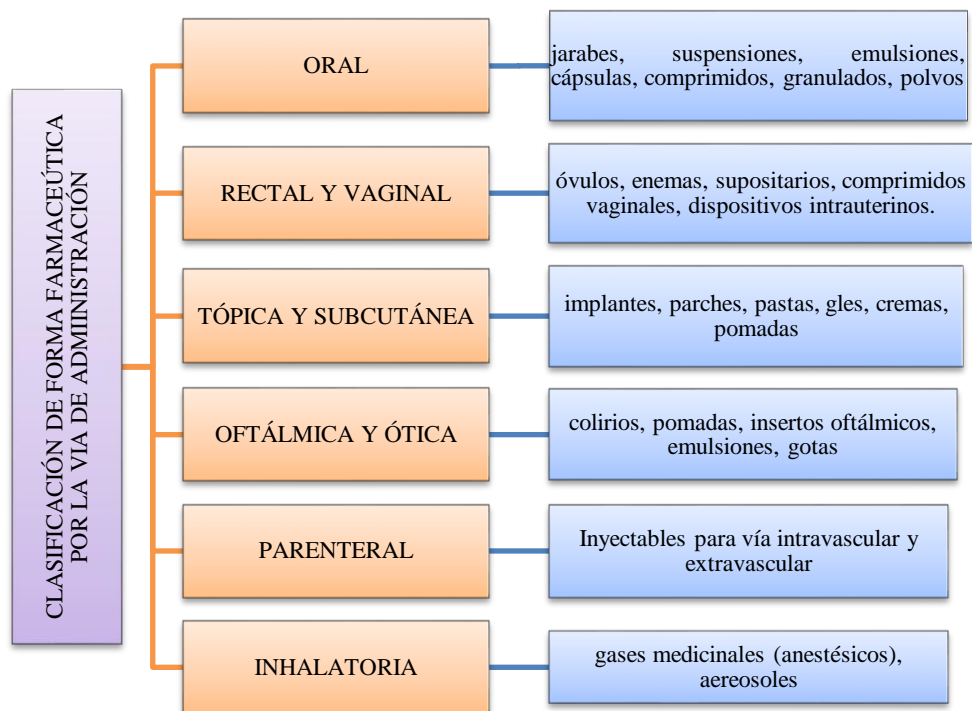 CLASIFICACIÓN DE FORMA FARMACEÚTICA
POR LA VIA DE ADMIINISTRACIÓN
ORAL
jarabes, suspensiones, emulsiones,
cápsulas, comprimidos, granulados, polvos
RECTAL Y VAGINAL
óvulos, enemas, supositarios, comprimidos
vaginales, dispositivos intrauterinos.
TÓPICA Y SUBCUTÁNEA
implantes, parches, pastas, gles, cremas,
pomadas
OFTÁLMICA Y ÓTICA
colirios, pomadas, insertos oftálmicos,
emulsiones, gotas
PARENTERAL
Inyectables para vía intravascular y
extravascular
INHALATORIA
gases medicinales (anestésicos),
aereosoles